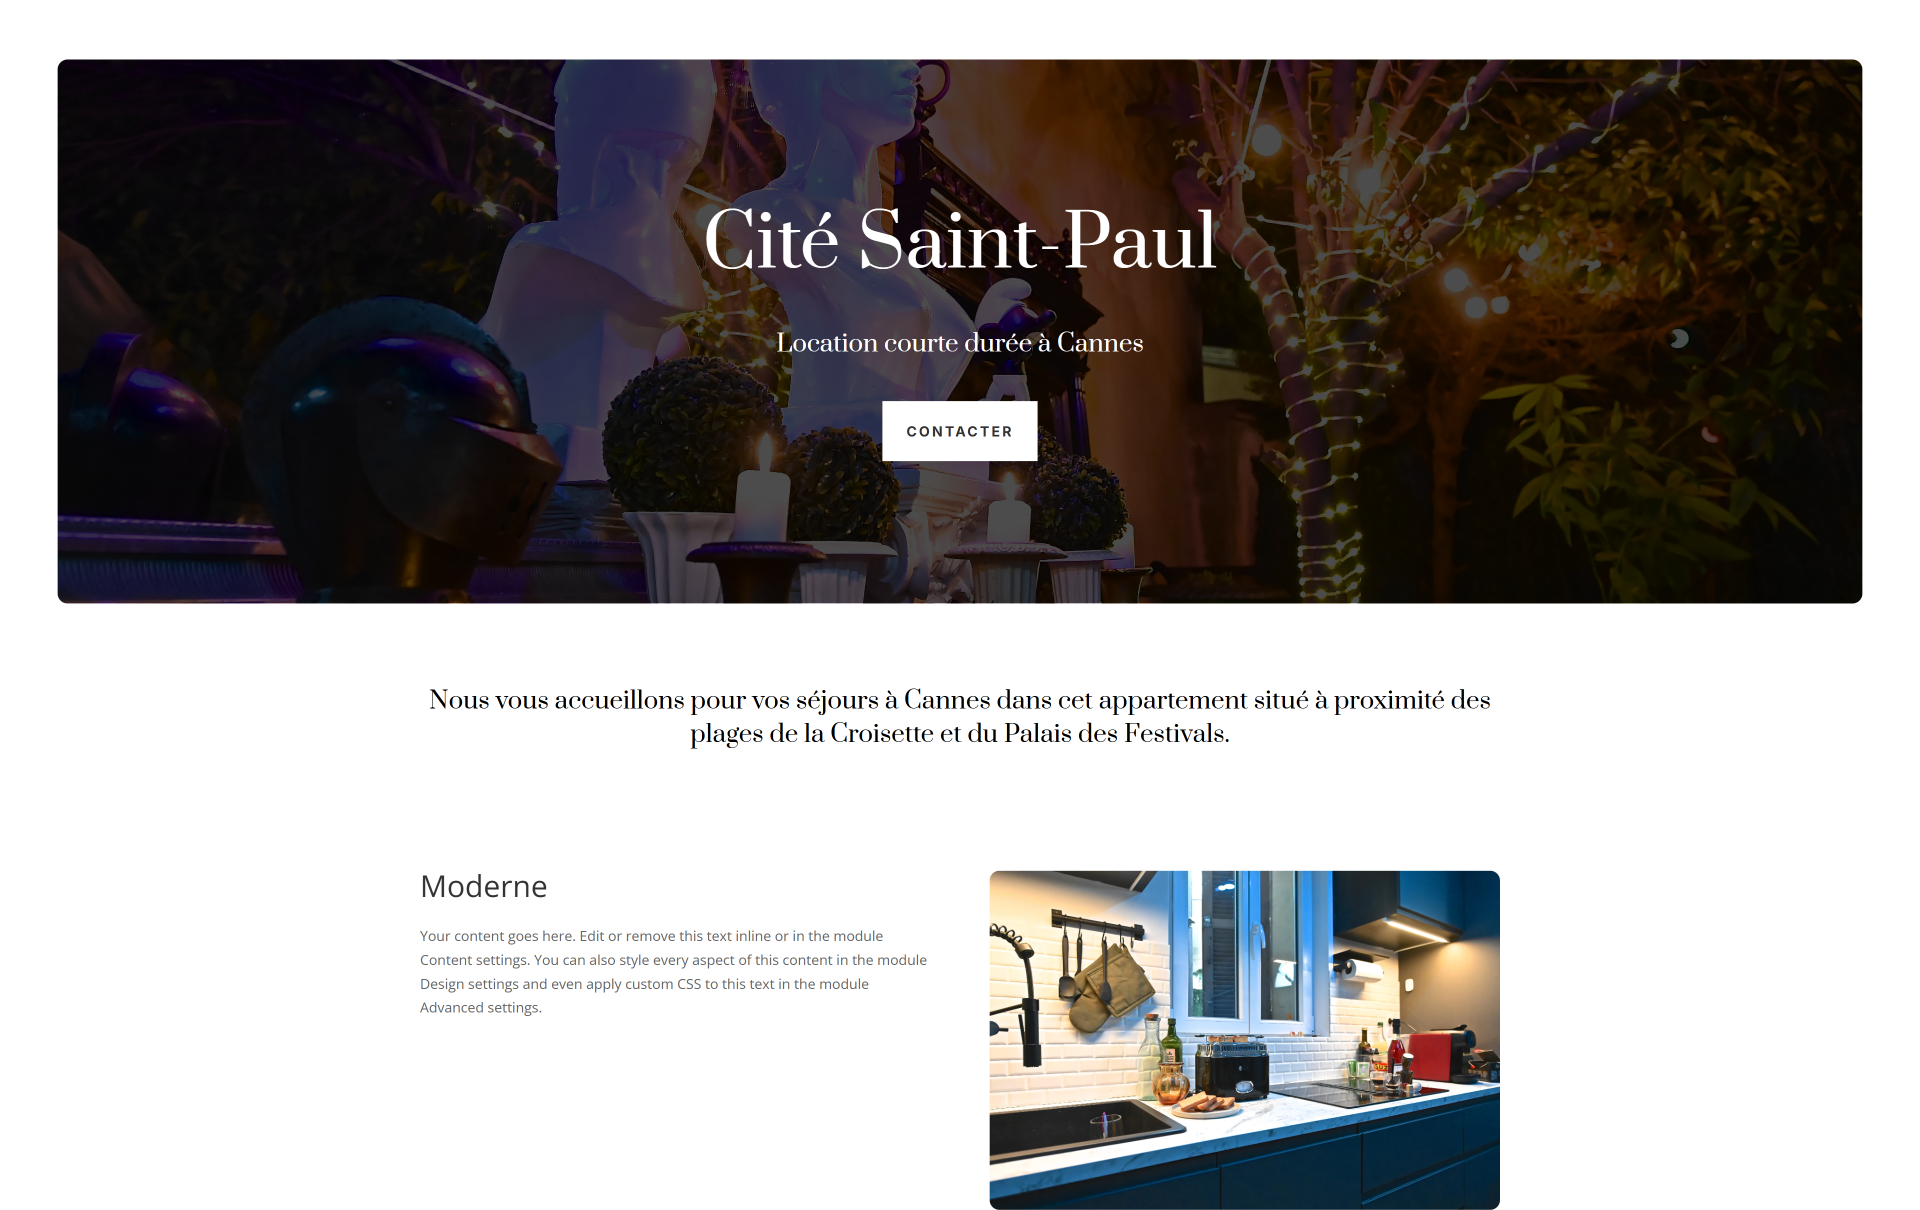 Cité Saint-Paul
Location courte durée à Cannes
CONTACTER
Nous vous accueillons pour vos séjours à Cannes dans cet appartement situé à proximité des
plages de la Croisette et du Palais des Festivals.
Moderne
Your content goes here. Edit or remove this text inline or in the module
Content settings. You can also style every aspect of this content in the module
Design settings and even apply custom CSS to this text in the module
Advanced settings.